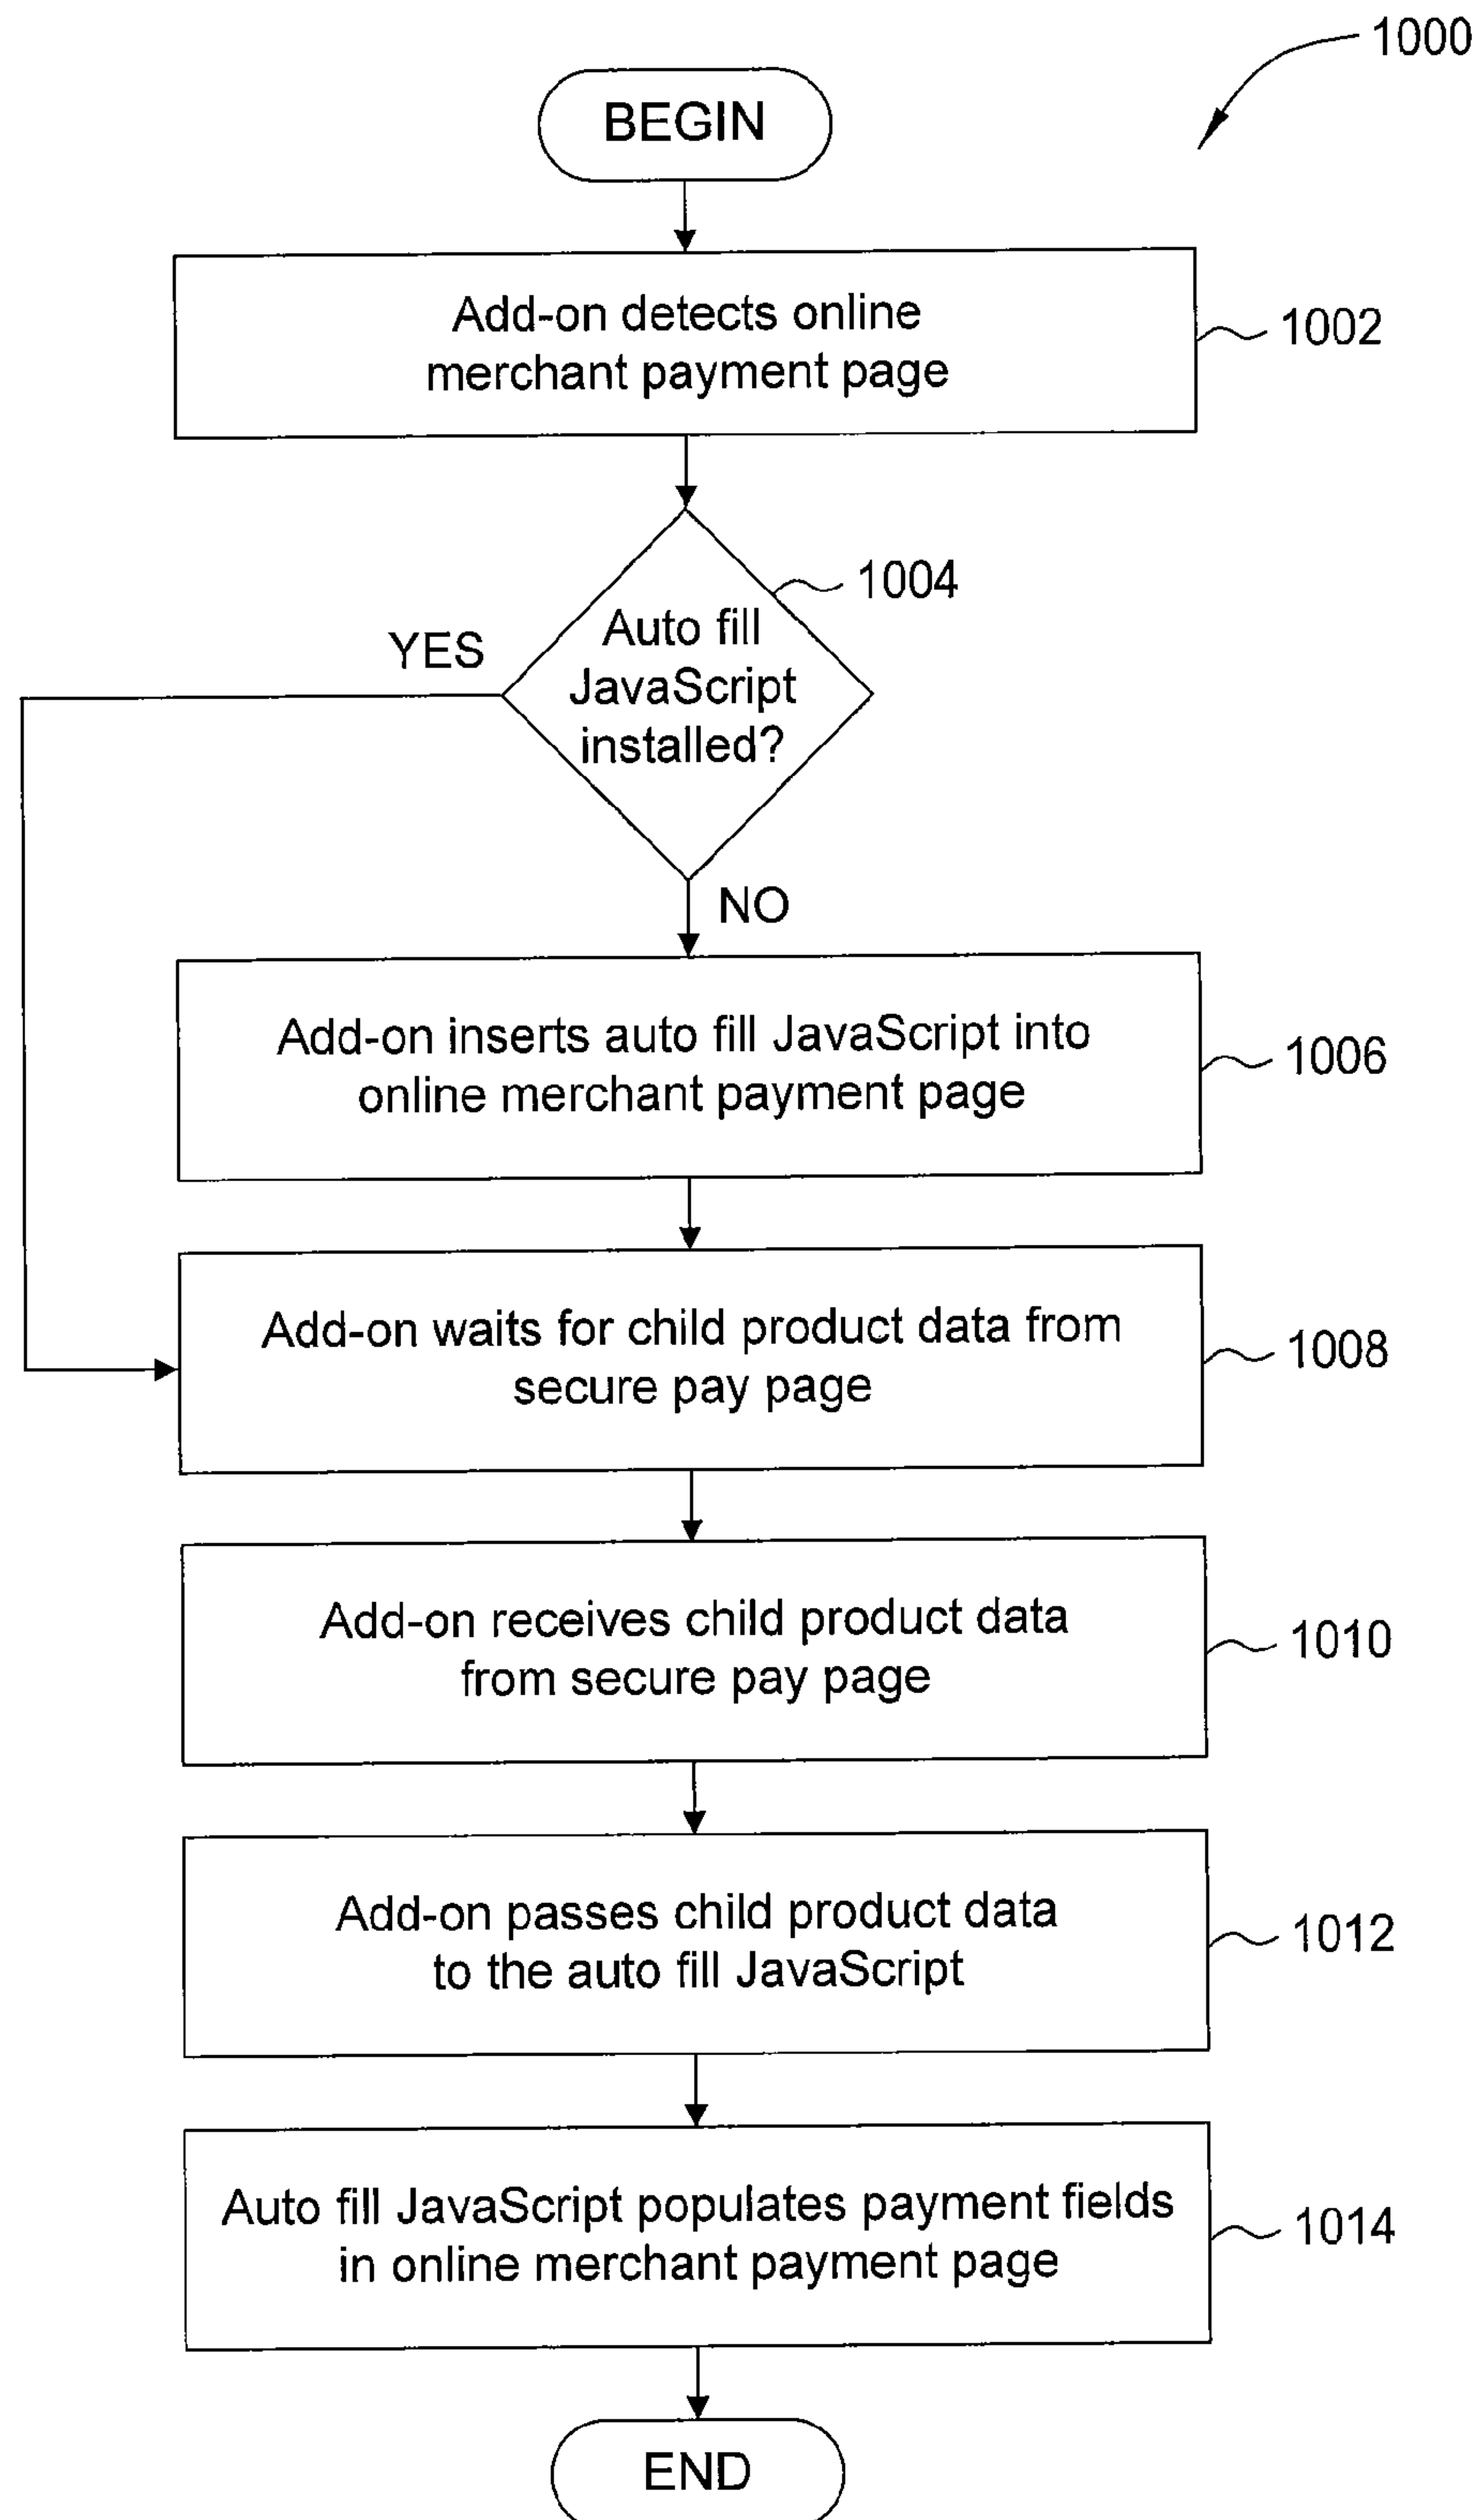 1000
BEGIN
Add-on detects online
merchant payment page
1002
1004
Auto fill
JavaScript
installed?
YES
NO
Add-on inserts auto fill JavaScript into
online merchant payment page
1006
Add-on waits for child product data from
secure pay page
1008
Add-on receives child product data
from secure pay page
1010
Add-on passes child product data
to the auto fill JavaScript
1012
Auto fill JavaScript populates payment fields
in online merchant payment page
1014
END